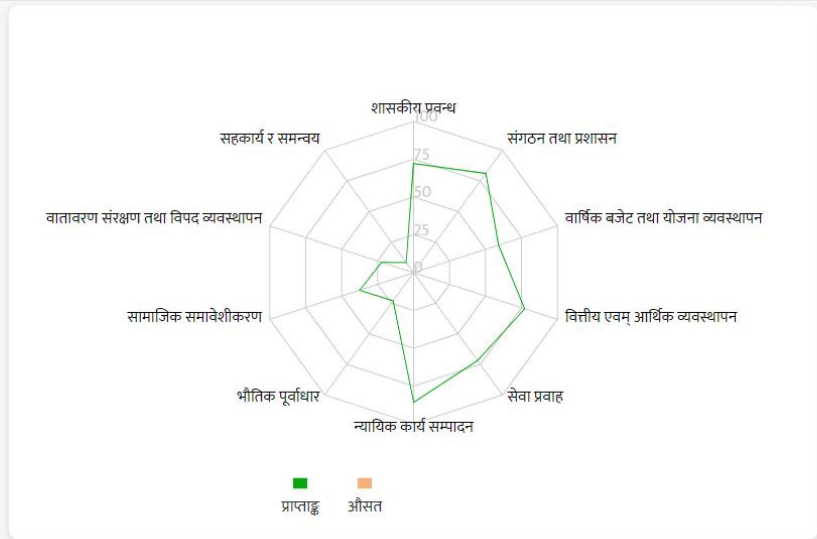 शासकीय प्रवन्ध
100
सहकार्य र समन्वय
संगठन तथा प्रशासन
75
50
वातावरण संरक्षण तथा विपद व्यवस्थापन
वार्षिक बजेट तथा योजना व्यवस्थापन
25
0
सामाजिक समावेशीकरण
वित्तीय एवम् आर्थिक व्यवस्थापन
भौतिक पूर्वाधार
सेवा प्रवाह
न्यायिक कार्य सम्पादन
प्राप्ताङ्क
औसत